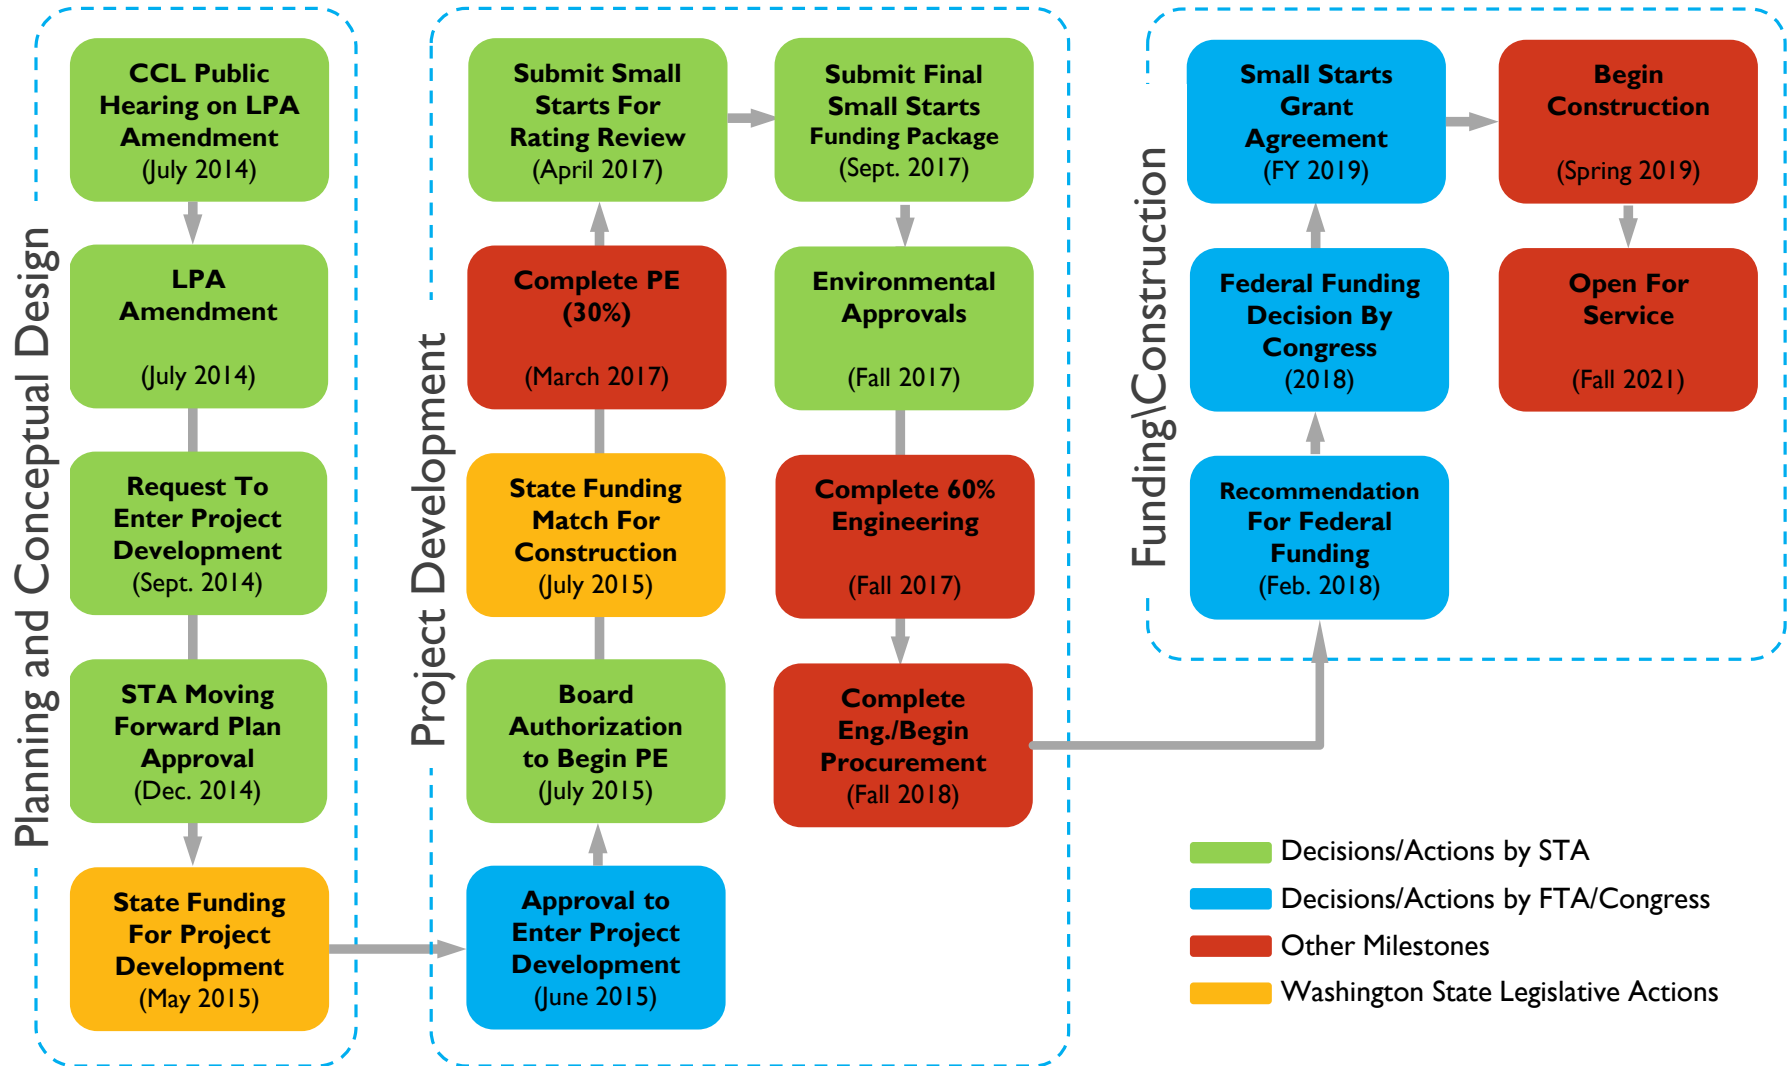 Planning and Conceptual Design
CCL Public
Hearing on LPA
Amendment
(July 2014)
LPA
Amendment
(July 2014)
Request To
Enter Project
Development
(Sept. 2014)
STA Moving
Forward Plan
Approval
(Dec. 2014)
State Funding
For Project
Development
(May 2015)
Project Development
Submit Small
Starts For
Rating Review
(April 2017)
Complete PE
(30%)
(March 2017)
State Funding
Match For
Construction
(July 2015)
Board
Authorization
to Begin PE
(July 2015)
Approval to
Enter Project
Development
(June 2015)
Submit Final
Small Starts
Funding Package
(Sept. 2017)
Environmental
Approvals
(Fall 2017)
Complete 60%
Engineering
(Fall 2017)
Complete
Eng./Begin
Procurement
(Fall 2018)
Funding\Construction
Small Starts
Grant
Agreement
(FY 2019)
Federal Funding
Decision By
Congress
(2018)
Recommendation
For Federal
Funding
(Feb. 2018)
Begin
Construction
(Spring 2019)
Open For
Service
(Fall 2021)
Decisions/Actions by STA
Decisions/Actions by FTA/Congress
Other Milestones
Washington State Legislative Actions